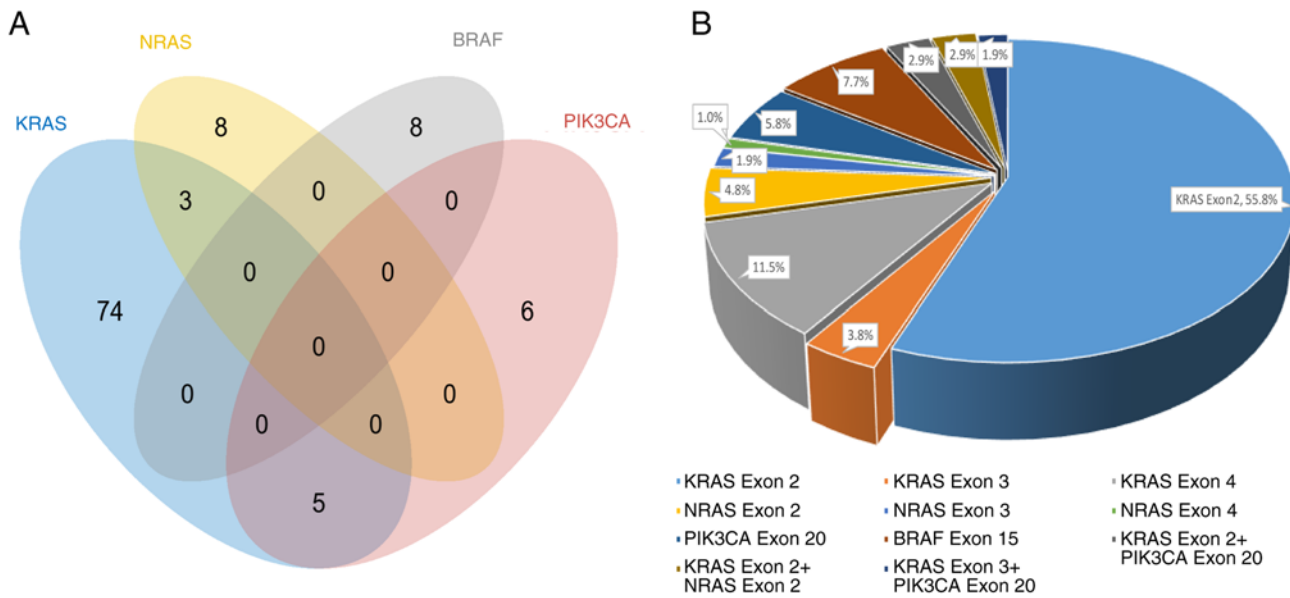 A
NRAS
BRAF
KRAS
PIK3CA
8
8
3
0
0
74
0
0
6
0
0
0
0
0
5
B
2.9%
2.9%
1.9%
7.7%
1.0%
5.8%
1.9%
4.8%
KRAS Exon2, 55.8%
11.5%
3.8%
KRAS Exon 2
KRAS Exon 3
KRAS Exon 4
NRAS Exon 2
NRAS Exon 3
NRAS Exon 4
PIK3CA Exon 20
BRAF Exon 15
KRAS Exon 2+
PIK3CA Exon 20
KRAS Exon 2+
NRAS Exon 2
KRAS Exon 3+
PIK3CA Exon 20